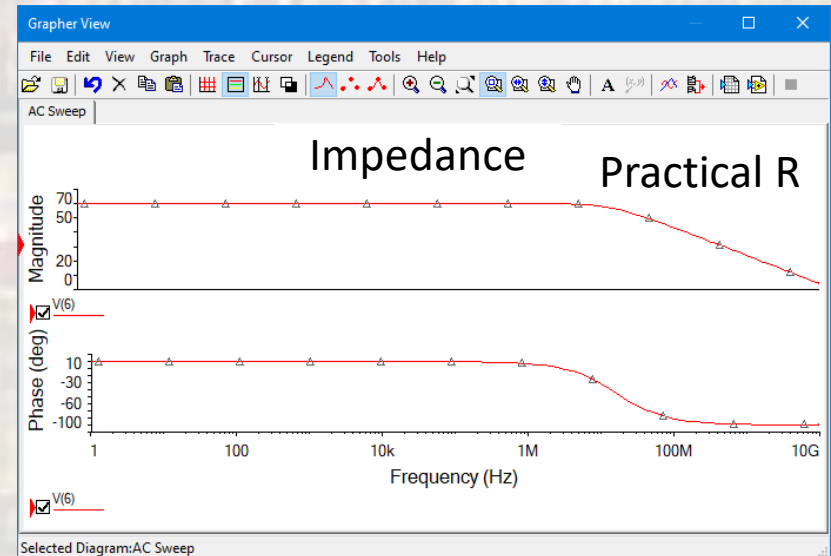 Grapher View
File Edit View Graph Trace Cursor Legend Tools Help
A (x,y)
AC Sweep
Impedance
Practical R
Magnitude
70
50
20
0
V(6)
Phase (deg)
10
-30
-60
-100
1 100 10k 1M 100M 10G
Frequency (Hz)
V(6)
Selected Diagram:AC Sweep